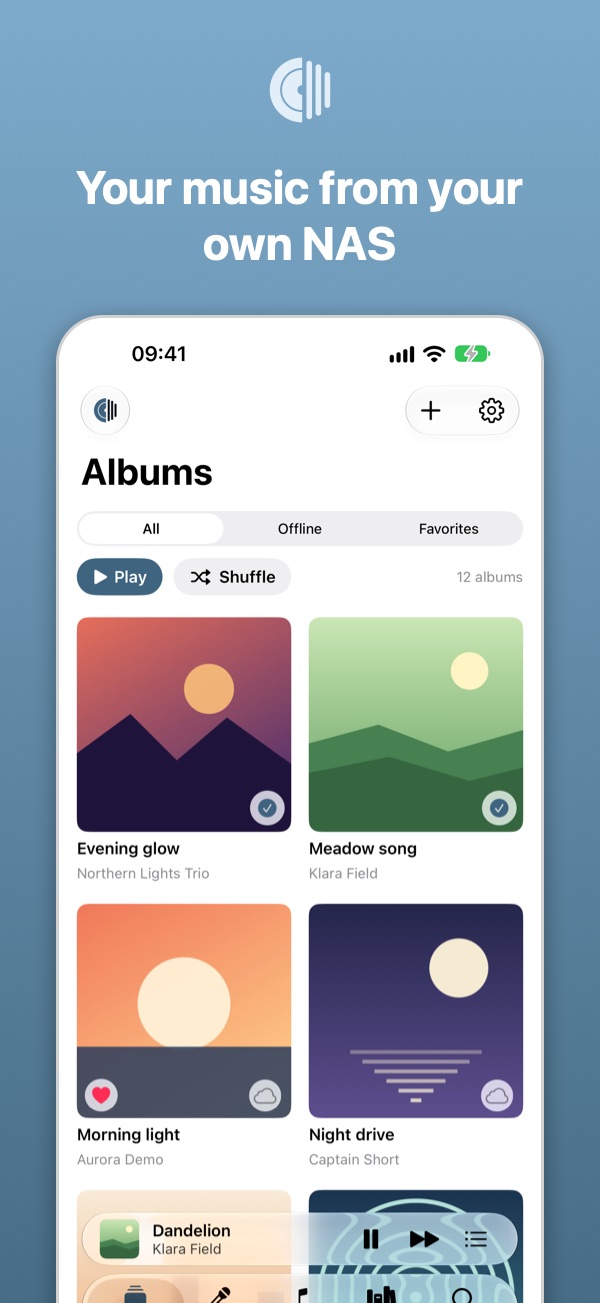 Your music from your
own NAS
09:41
Albums
All Offline Favorites
Play Shuffle 12 albums
Evening glow Meadow song
Northern Lights Trio Klara Field
Morning light Night drive
Aurora Demo Captain Short
Dandelion
Klara Field